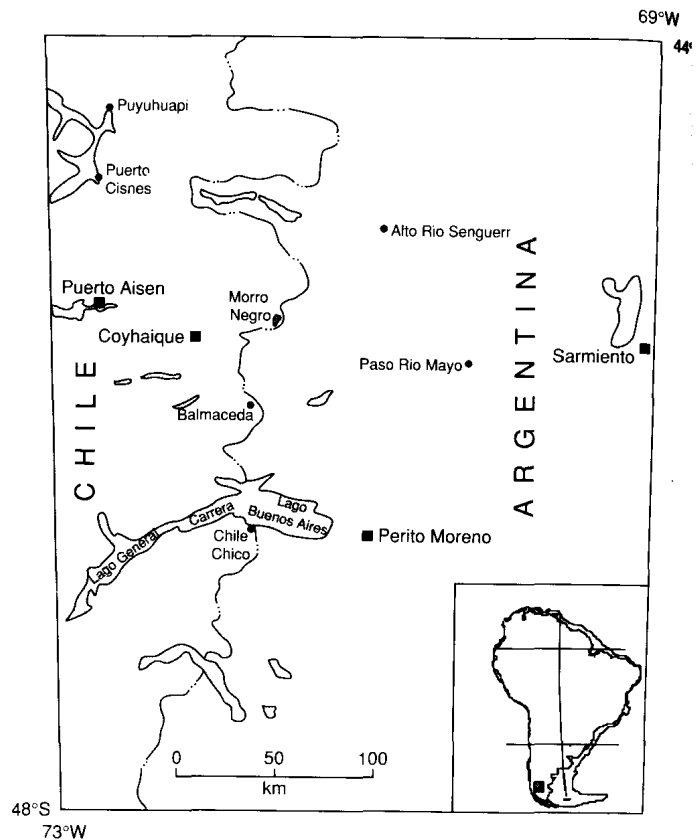 69°W
44°
Puyuhuapi
Puerto
Cisnes
Alto Rio Senguerr
ARGENTINA
Puerto Aisen
Morro
Negro
Coyhaique
Sarmiento
Paso Rio Mayo
CHILE
Balmaceda
Lago
Buenos Aires
Carrera
Lago General
Chile
Chico
Perito Moreno
0 50 100
km
48°S
73°W